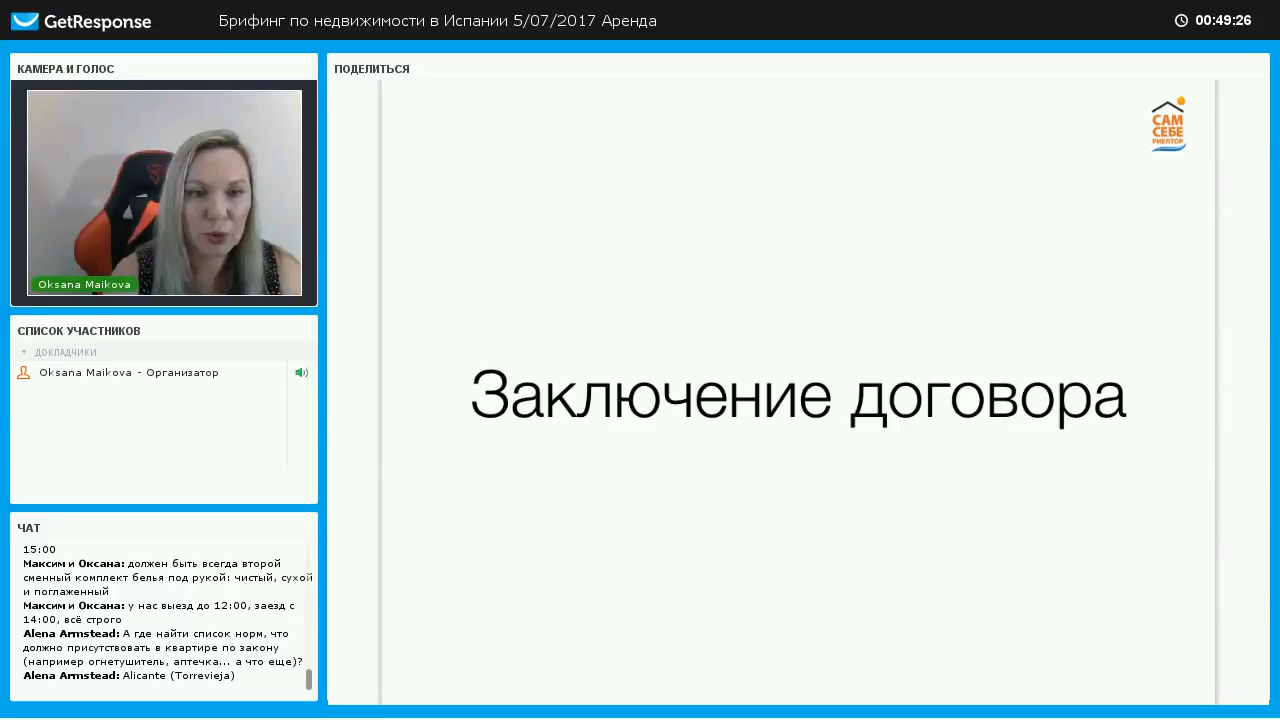 GetResponse
Брифинг по недвижимости в Испании 5/07/2017 Аренда
00:49:26
КАМЕРА И ГОЛОС
Oksana Maikova
СПИСОК УЧАСТНИКОВ
ДОКЛАДЧИКИ
Oksana Maikova - Организатор
ЧАТ
15:00
Максим и Оксана: должен быть всегда второй
сменный комплект белья под рукой: чистый, сухой
и поглаженный
Максим и Оксана: у нас выезд до 12:00, заезд с
14:00, всё строго
Alena Armstead: А где найти список норм, что
должно присутствовать в квартире по закону
(например огнетушитель, аптечка... а что еще)?
Alena Armstead: Alicante (Torrevieja)
ПОДЕЛИТЬСЯ
САМ
СЕБЕ
РИЕЛТОР
Заключение договора